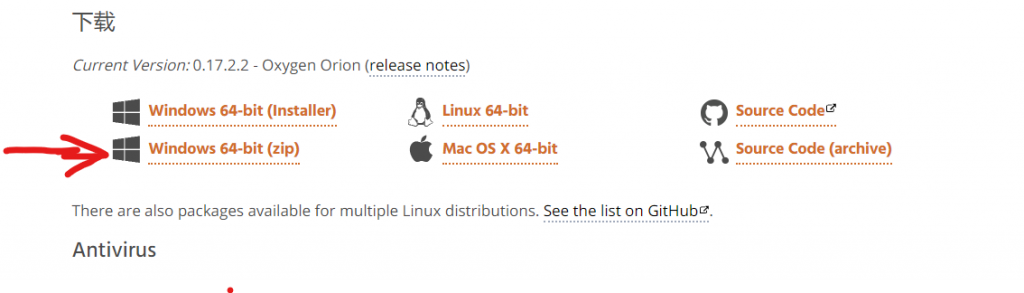 下载
Current Version: 0.17.2.2 - Oxygen Orion (release notes)
Windows 64-bit (Installer) Linux 64-bit Source Code
Windows 64-bit (zip) Mac OS X 64-bit Source Code (archive)
There are also packages available for multiple Linux distributions. See the list on GitHub.
Antivirus